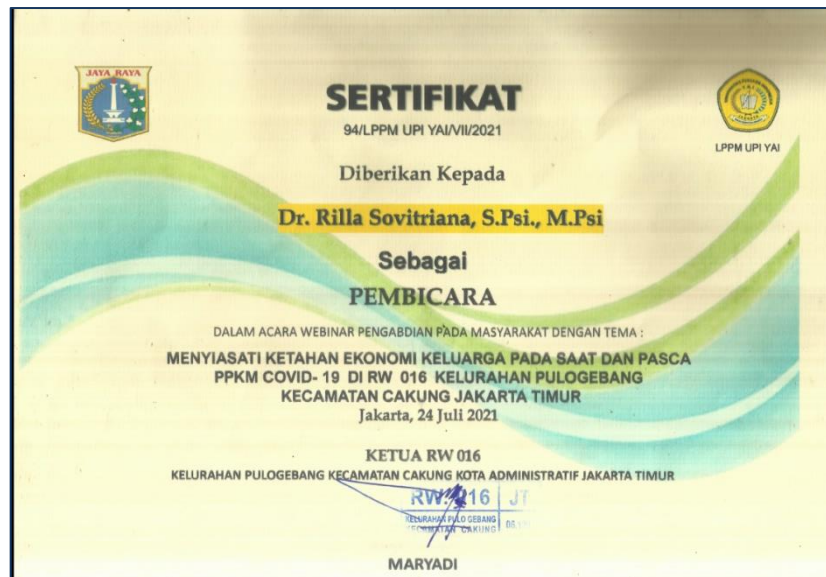 JAYA RAYA
SERTIFIKAT
94/LPPM UPI YAI/VII/2021
LPPM UPI YAI
Diberikan Kepada
Dr. Rilla Sovitriana, S.Psi., M.Psi
Sebagai
PEMBICARA
DALAM ACARA WEBINAR PENGABDIAN PADA MASYARAKAT DENGAN TEMA :
MENYIASATI KETAHAN EKONOMI KELUARGA PADA SAAT DAN PASCA
PPKM COVID- 19 DI RW 016 KELURAHAN PULOGEBANG
KECAMATAN CAKUNG JAKARTA TIMUR
Jakarta, 24 Juli 2021
KETUA RW 016
KELURAHAN PULOGEBANG KECAMATAN CAKUNG KOTA ADMINISTRATIF JAKARTA TIMUR
RW. 016 JT
KELURAHAN PULO GEBANG
KECAMATAN CAKUNG
MARYADI